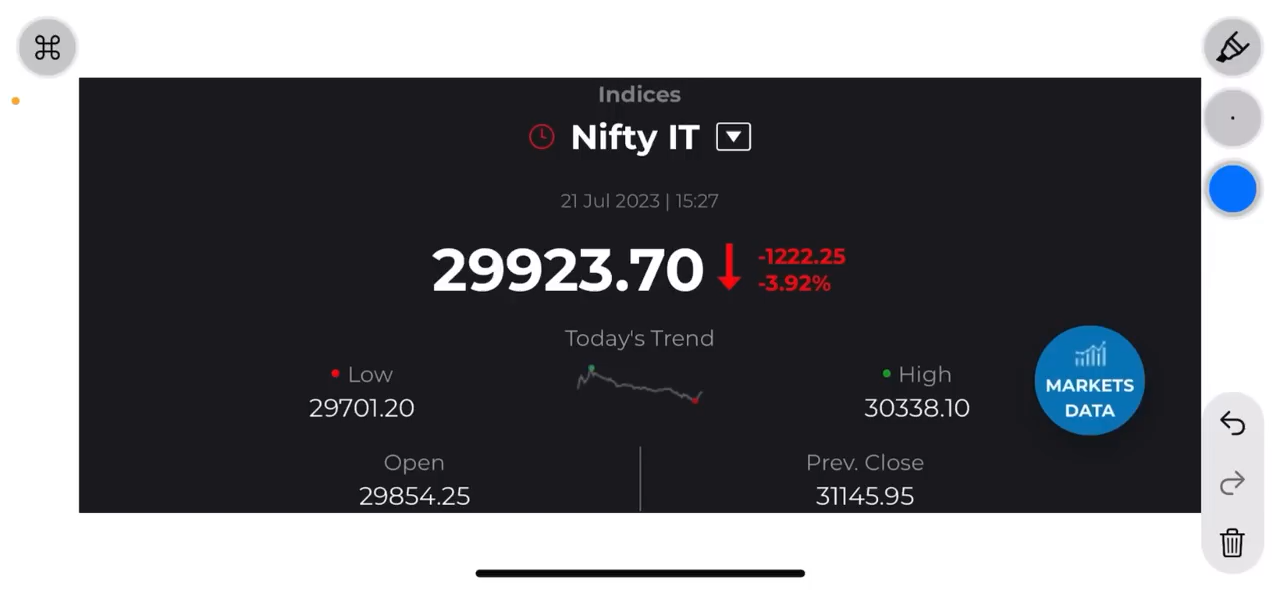 Indices
Nifty IT
21 Jul 2023 | 15:27
29923.70
-1222.25
-3.92%
Today's Trend
Low
29701.20
High
30338.10
MARKETS
DATA
Open
29854.25
Prev. Close
31145.95